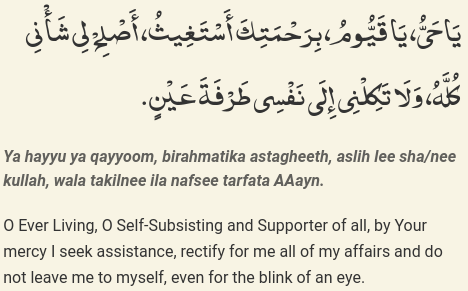 يَا حَيُّ، يَا قَيُّومُ، بِرَحْمَتِكَ أَسْتَغِيثُ، أَصْلِحْ لِي شَأْنِي
كُلَّهُ، وَلَا تَكِلْنِي إِلَى نَفْسِي طَرْفَةَ عَيْنٍ.
Ya hayyu ya qayyoom, birahmatika astagheeth, aslih lee sha/nee
kullah, wala takilnee ila nafsee tarfata AAayn.
O Ever Living, O Self-Subsisting and Supporter of all, by Your
mercy I seek assistance, rectify for me all of my affairs and do
not leave me to myself, even for the blink of an eye.